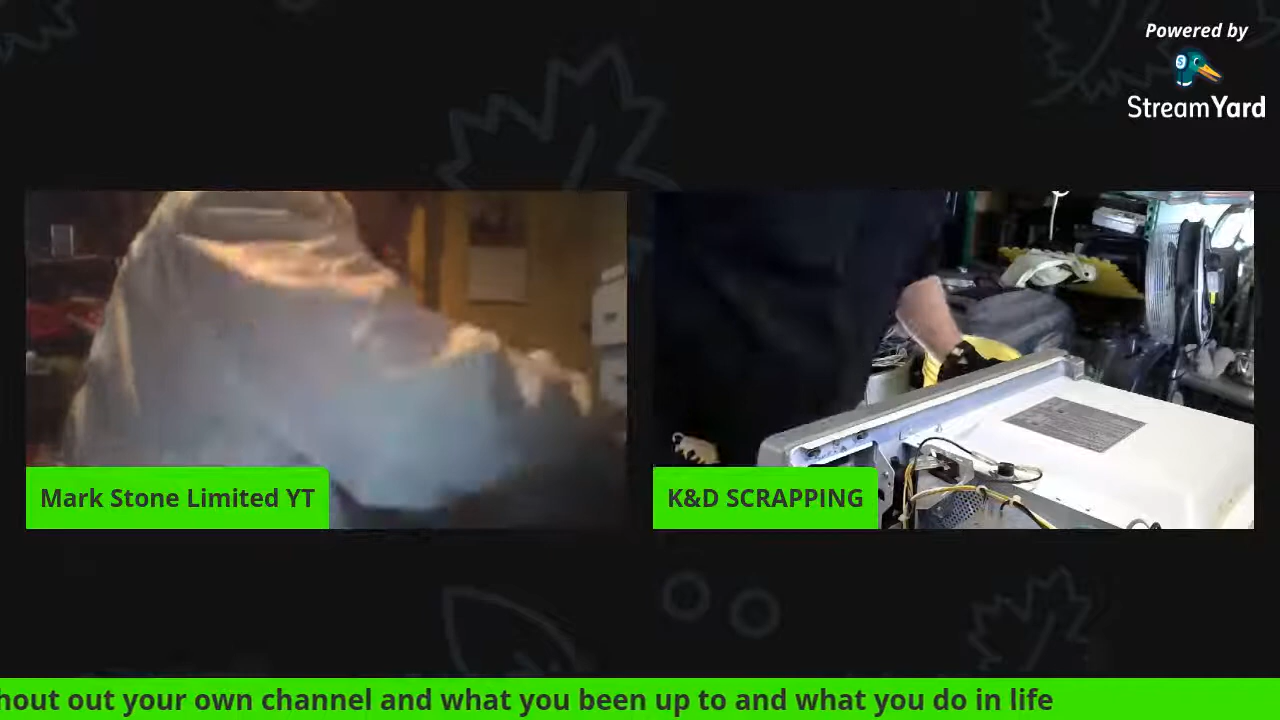 Powered by
StreamYard
Mark Stone Limited YT
K&D SCRAPPING
hout out your own channel and what you been up to and what you do in life